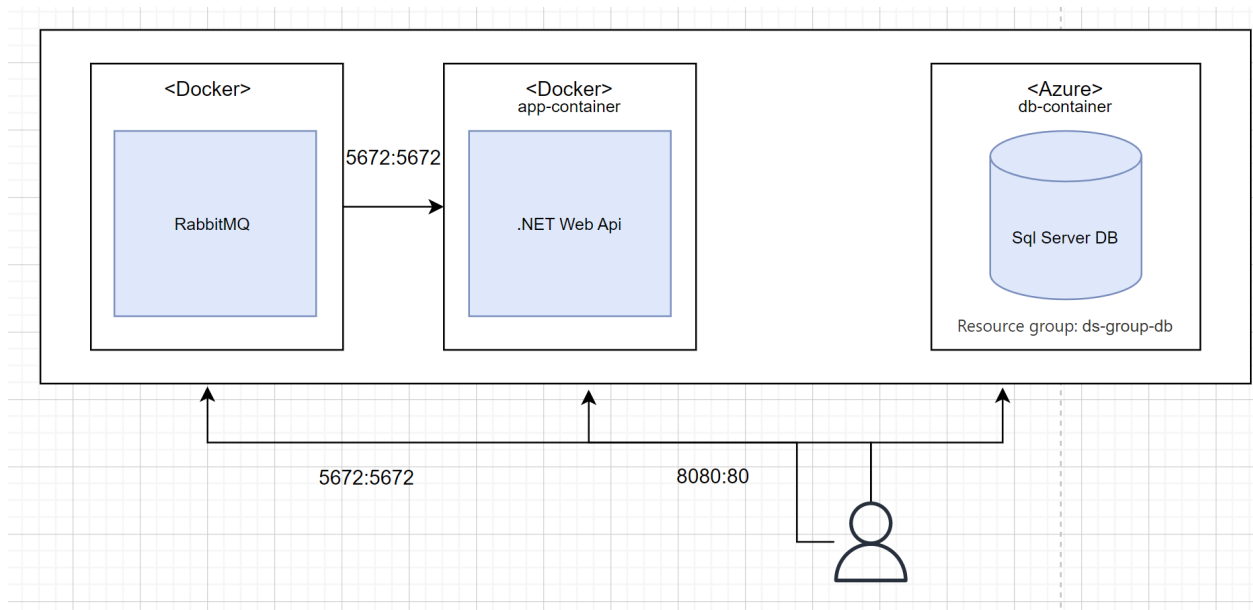 <Docker>
RabbitMQ
5672:5672
<Docker>
app-container
.NET Web Api
<Azure>
db-container
Sql Server DB
Resource group: ds-group-db
5672:5672
8080:80